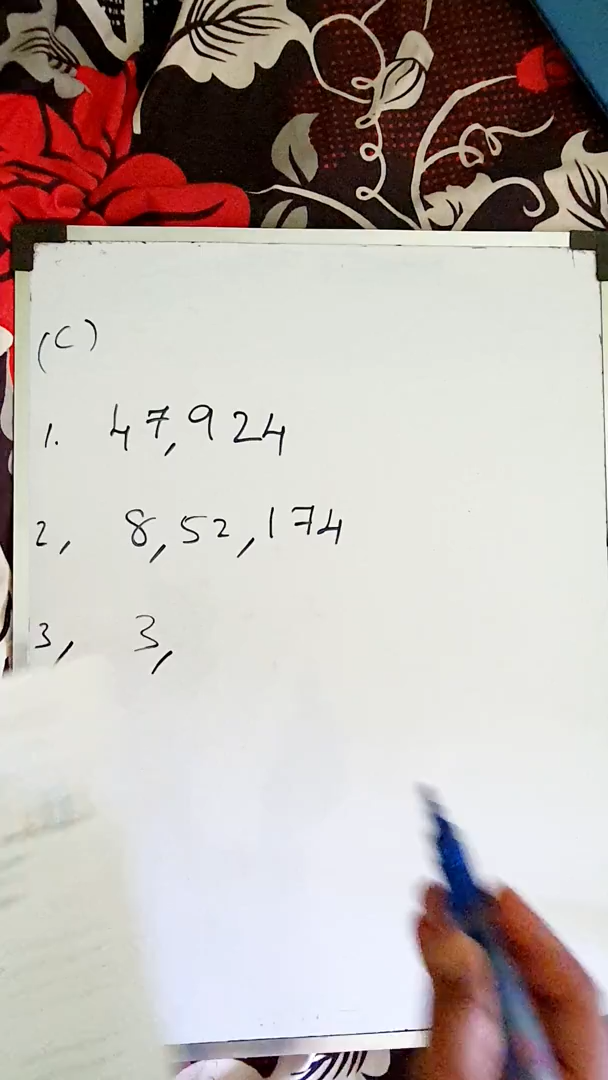 (C)
1. 47,924
2, 8,52,174
3, 3,